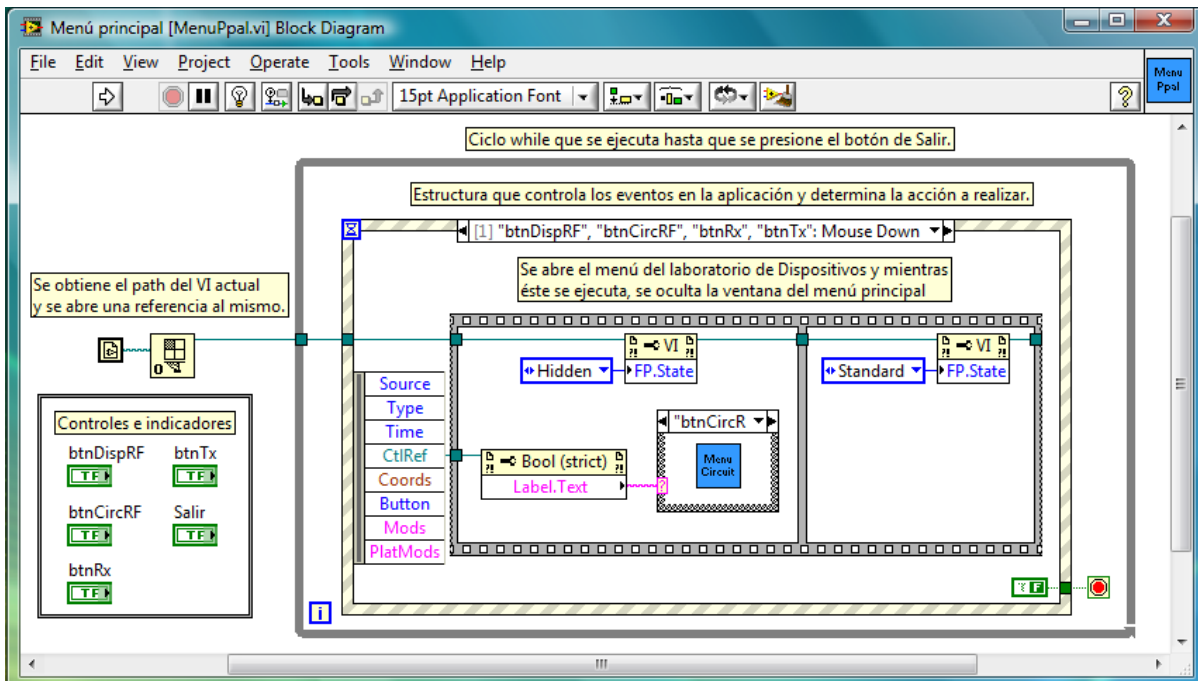 Menú principal [MenuPpal.vi] Block Diagram
File Edit View Project Operate Tools Window Help
Menu
Ppal
15pt Application Font
?
Ciclo while que se ejecuta hasta que se presione el botón de Salir.
Estructura que controla los eventos en la aplicación y determina la acción a realizar.
[1] "btnDispRF", "btnCircRF", "btnRx", "btnTx": Mouse Down
Se abre el menú del laboratorio de Dispositivos y mientras
éste se ejecuta, se oculta la ventana del menú principal
Se obtiene el path del VI actual
y se abre una referencia al mismo.
VI
Hidden
FP.State
VI
Standard
FP.State
Source
Type
Time
CtlRef
Coords
Button
Mods
PlatMods
"btnCircR
Menu
Circuit
Bool (strict)
Label.Text
?
Controles e indicadores
btnDispRF btnTx
TF TF
btnCircRF Salir
TF TF
btnRx
TF
F
i